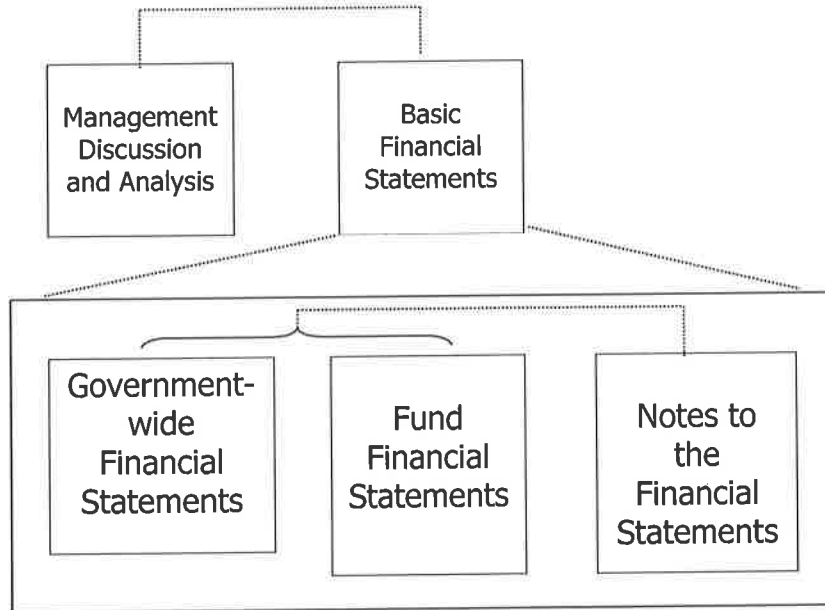 Management
Discussion
and Analysis
Basic
Financial
Statements
Government-
wide
Financial
Statements
Fund
Financial
Statements
Notes to
the
Financial
Statements